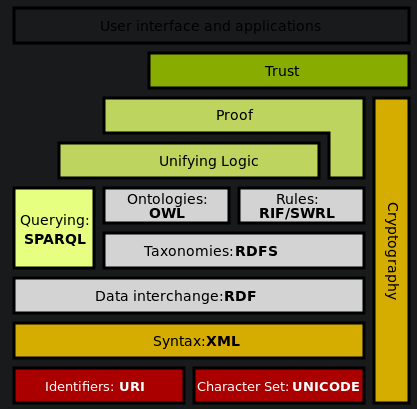 User interface and applications
Trust
Proof
Unifying Logic
Querying:
SPARQL
Ontologies:
OWL
Rules:
RIF/SWRL
Taxonomies:RDFS
Data interchange:RDF
Syntax:XML
Identifiers: URI
Character Set: UNICODE
Cryptography